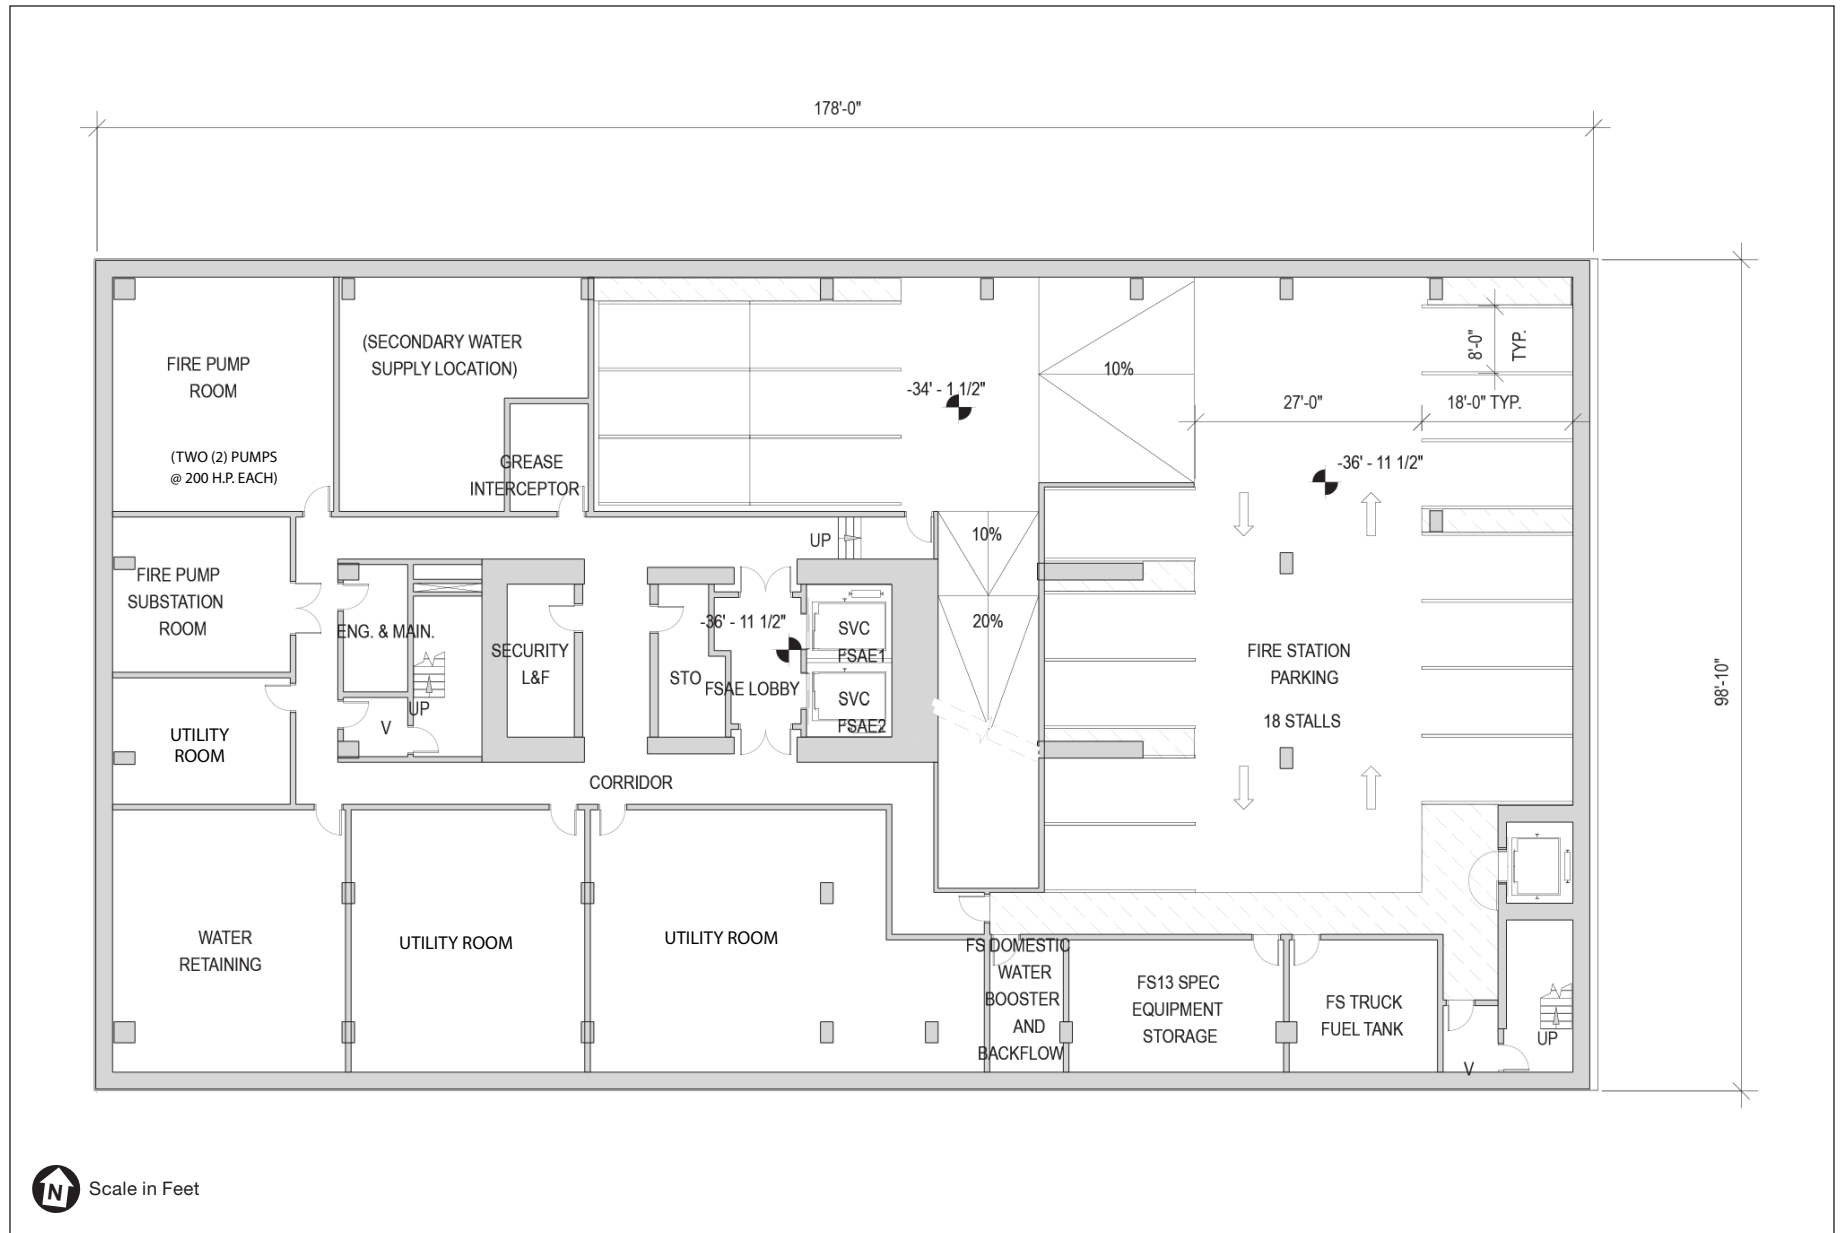 178'-0"
FIRE PUMP
ROOM
(TWO (2) PUMPS
@ 200 H.P. EACH)
(SECONDARY WATER
SUPPLY LOCATION)
GREASE
INTERCEPTOR
-34' - 1 1/2"
10%
27'-0"
18'-0" TYP.
8'-0"
TYP.
-36' - 11 1/2"
UP
10%
20%
FIRE PUMP
SUBSTATION
ROOM
ENG. & MAIN.
UP
V
SECURITY
L&F
STO
-36' - 11 1/2"
FSAE LOBBY
SVC
FSAE1
SVC
FSAE2
FIRE STATION
PARKING
18 STALLS
98'-10"
UTILITY
ROOM
CORRIDOR
WATER
RETAINING
UTILITY ROOM
UTILITY ROOM
FS DOMESTIC
WATER
BOOSTER
AND
BACKFLOW
FS13 SPEC
EQUIPMENT
STORAGE
FS TRUCK
FUEL TANK
V
UP
N
Scale in Feet